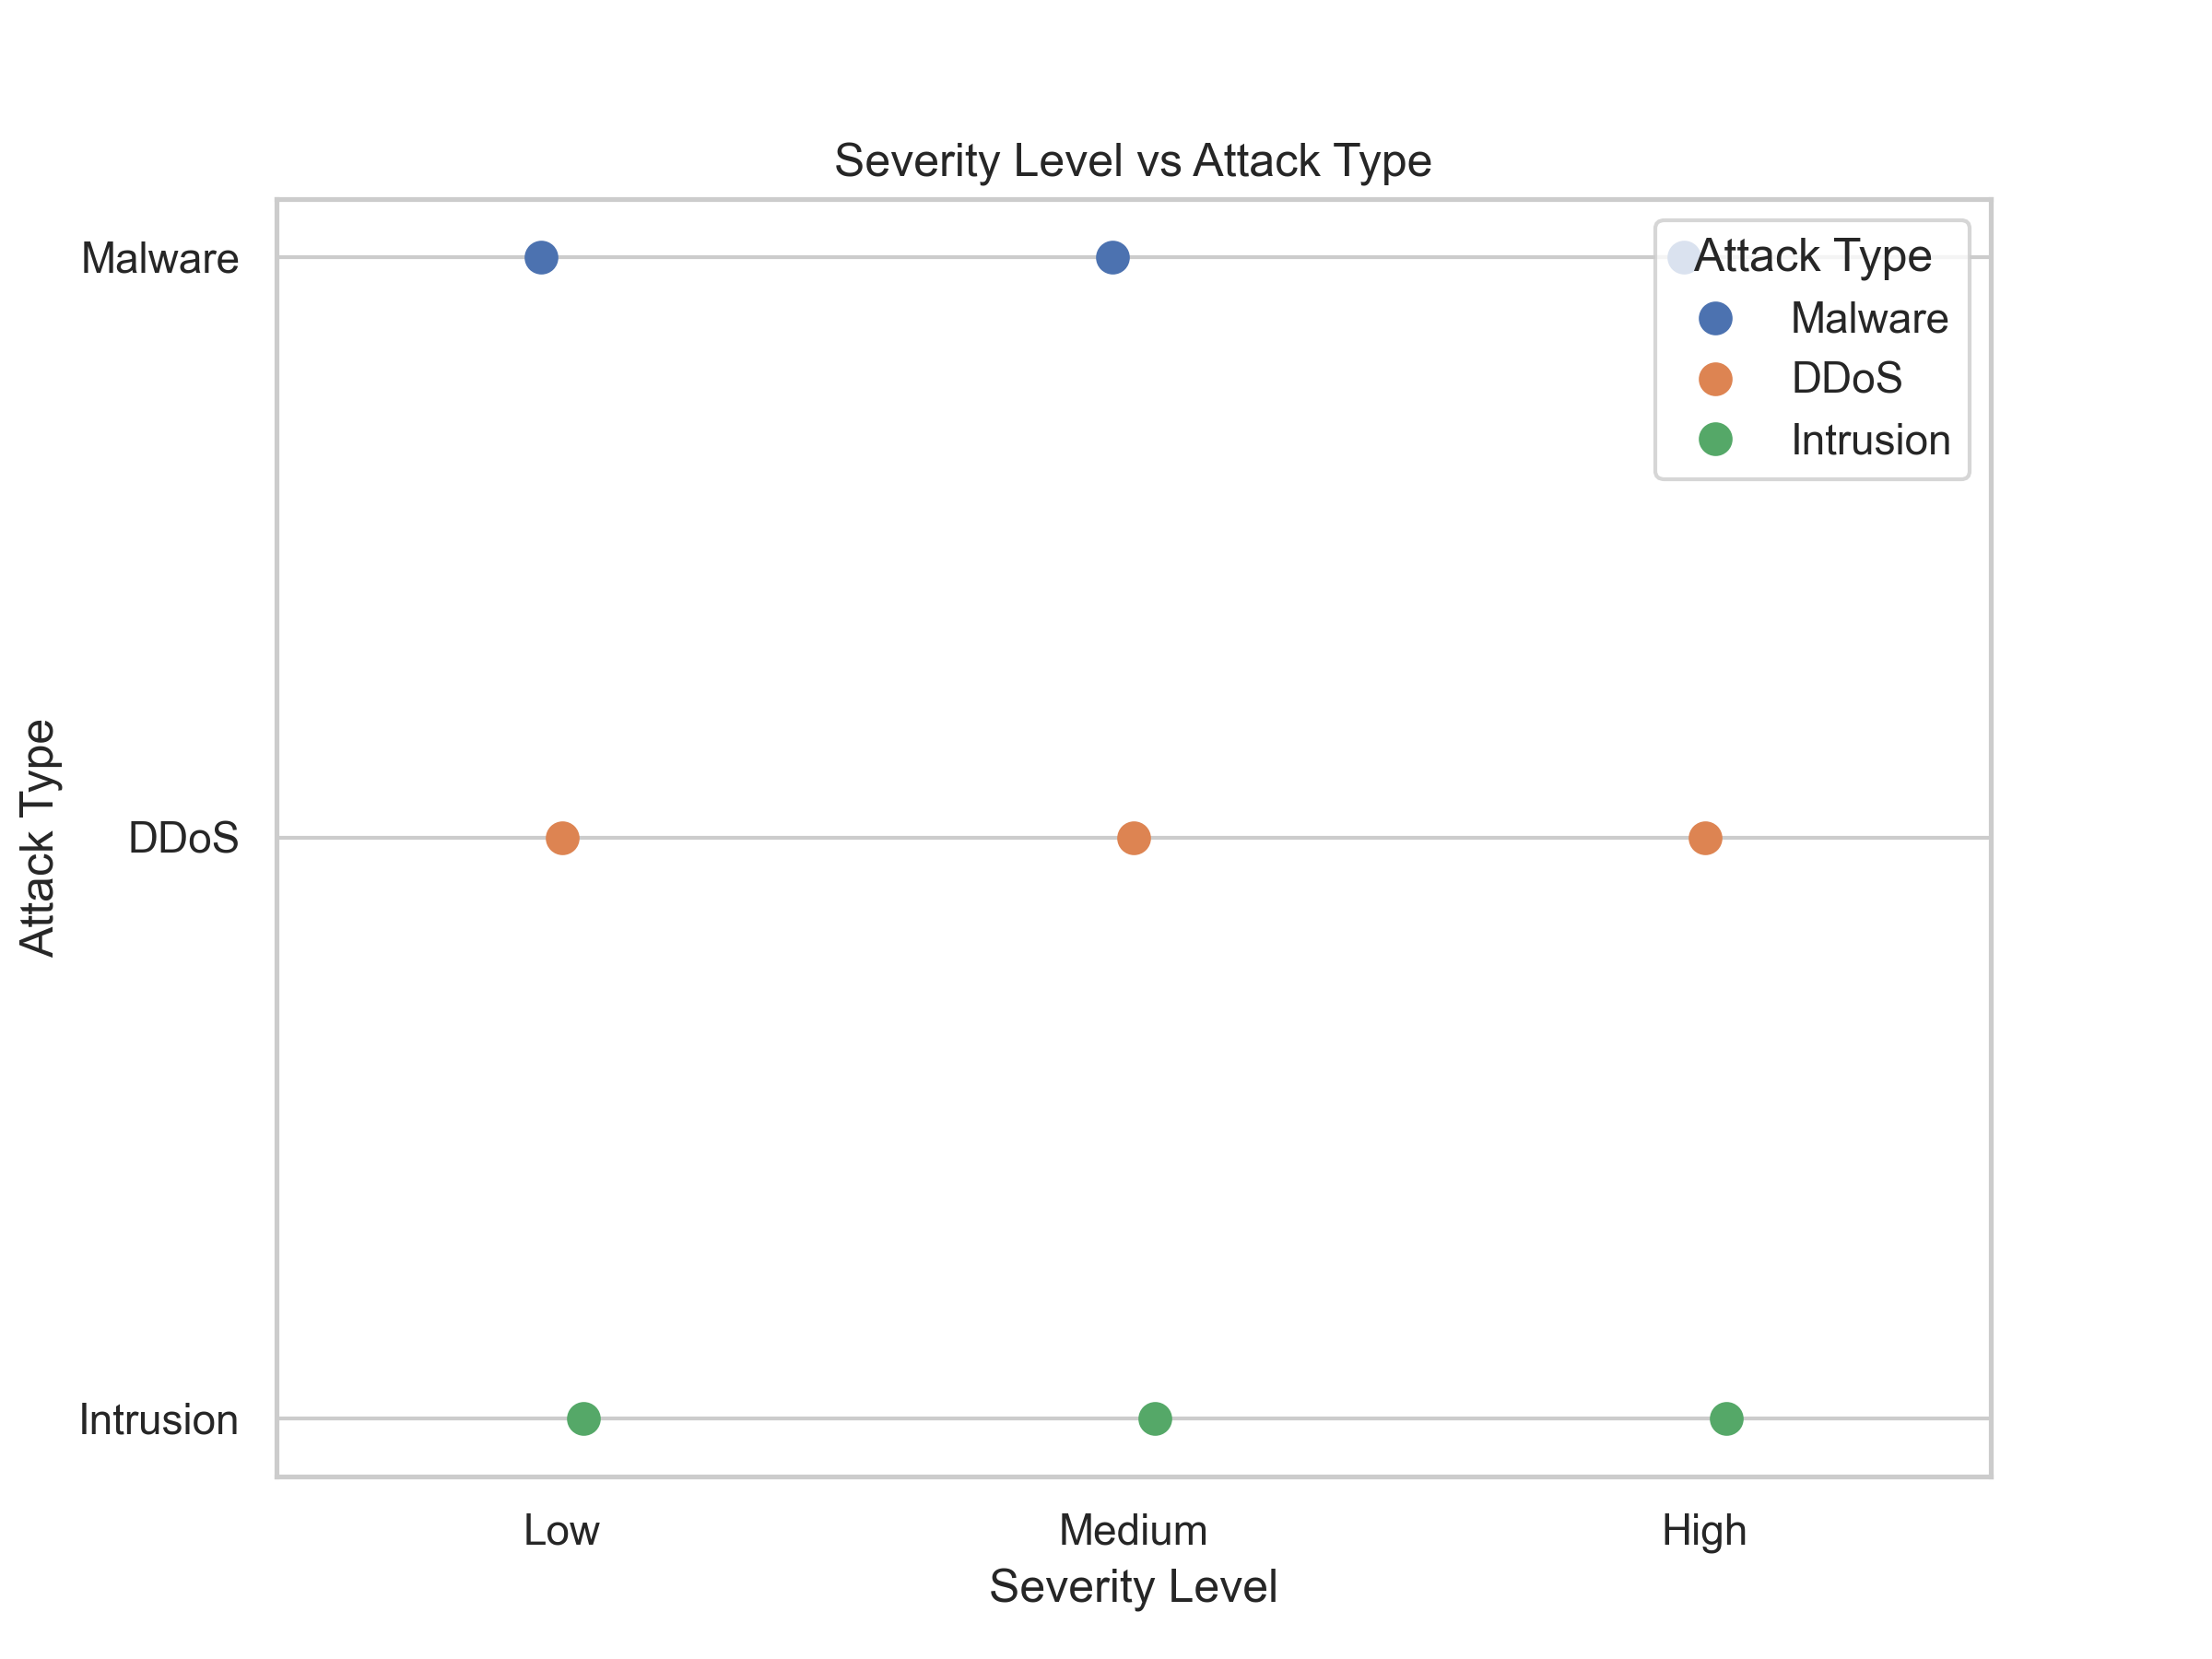 Severity Level vs Attack Type
Malware
DDoS
Intrusion
Attack Type
Attack Type
Malware
DDoS
Intrusion
Low
Medium
High
Severity Level